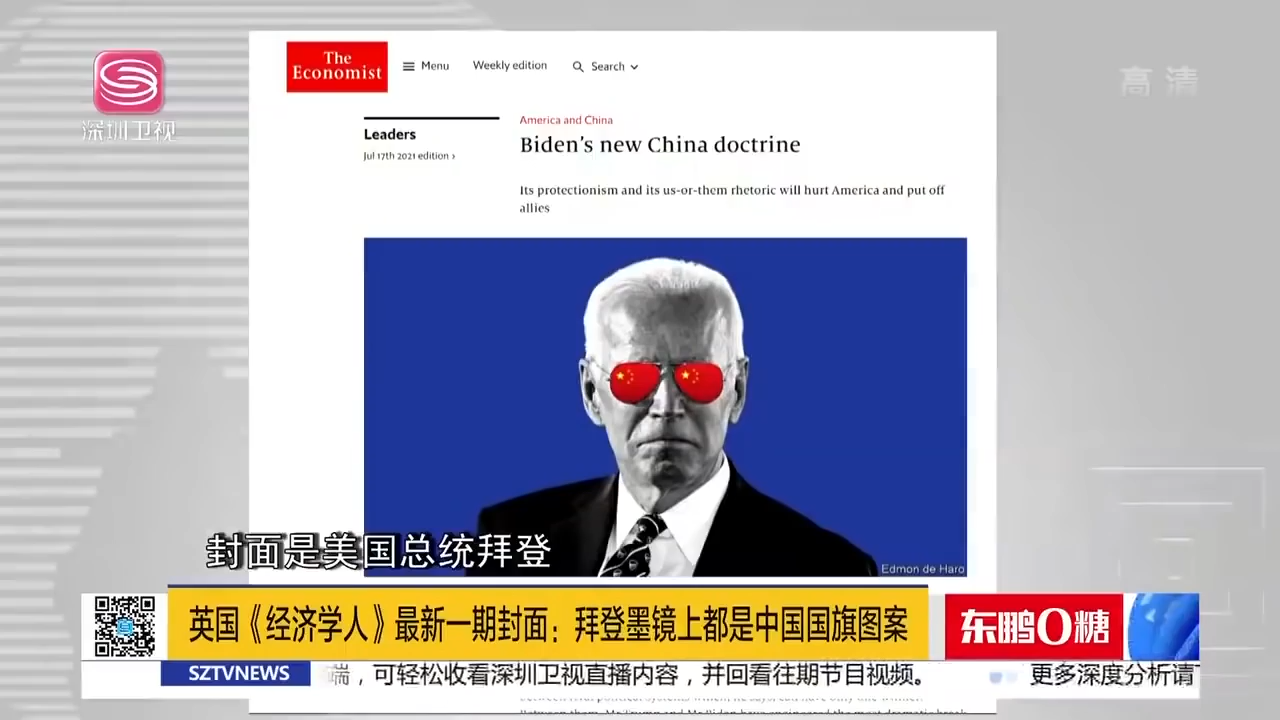 深圳卫视
高清
The
Economist
Menu
Weekly edition
Search
Leaders
Jul 17th 2021 edition ›
America and China
Biden's new China doctrine
Its protectionism and its us-or-them rhetoric will hurt America and put off
allies
Edmon de Haro
封面是美国总统拜登
英国《经济学人》最新一期封面：拜登墨镜上都是中国国旗图案
东鹏0糖
SZTVNEWS
端，可轻松收看深圳卫视直播内容，并回看往期节目视频。
更多深度分析请